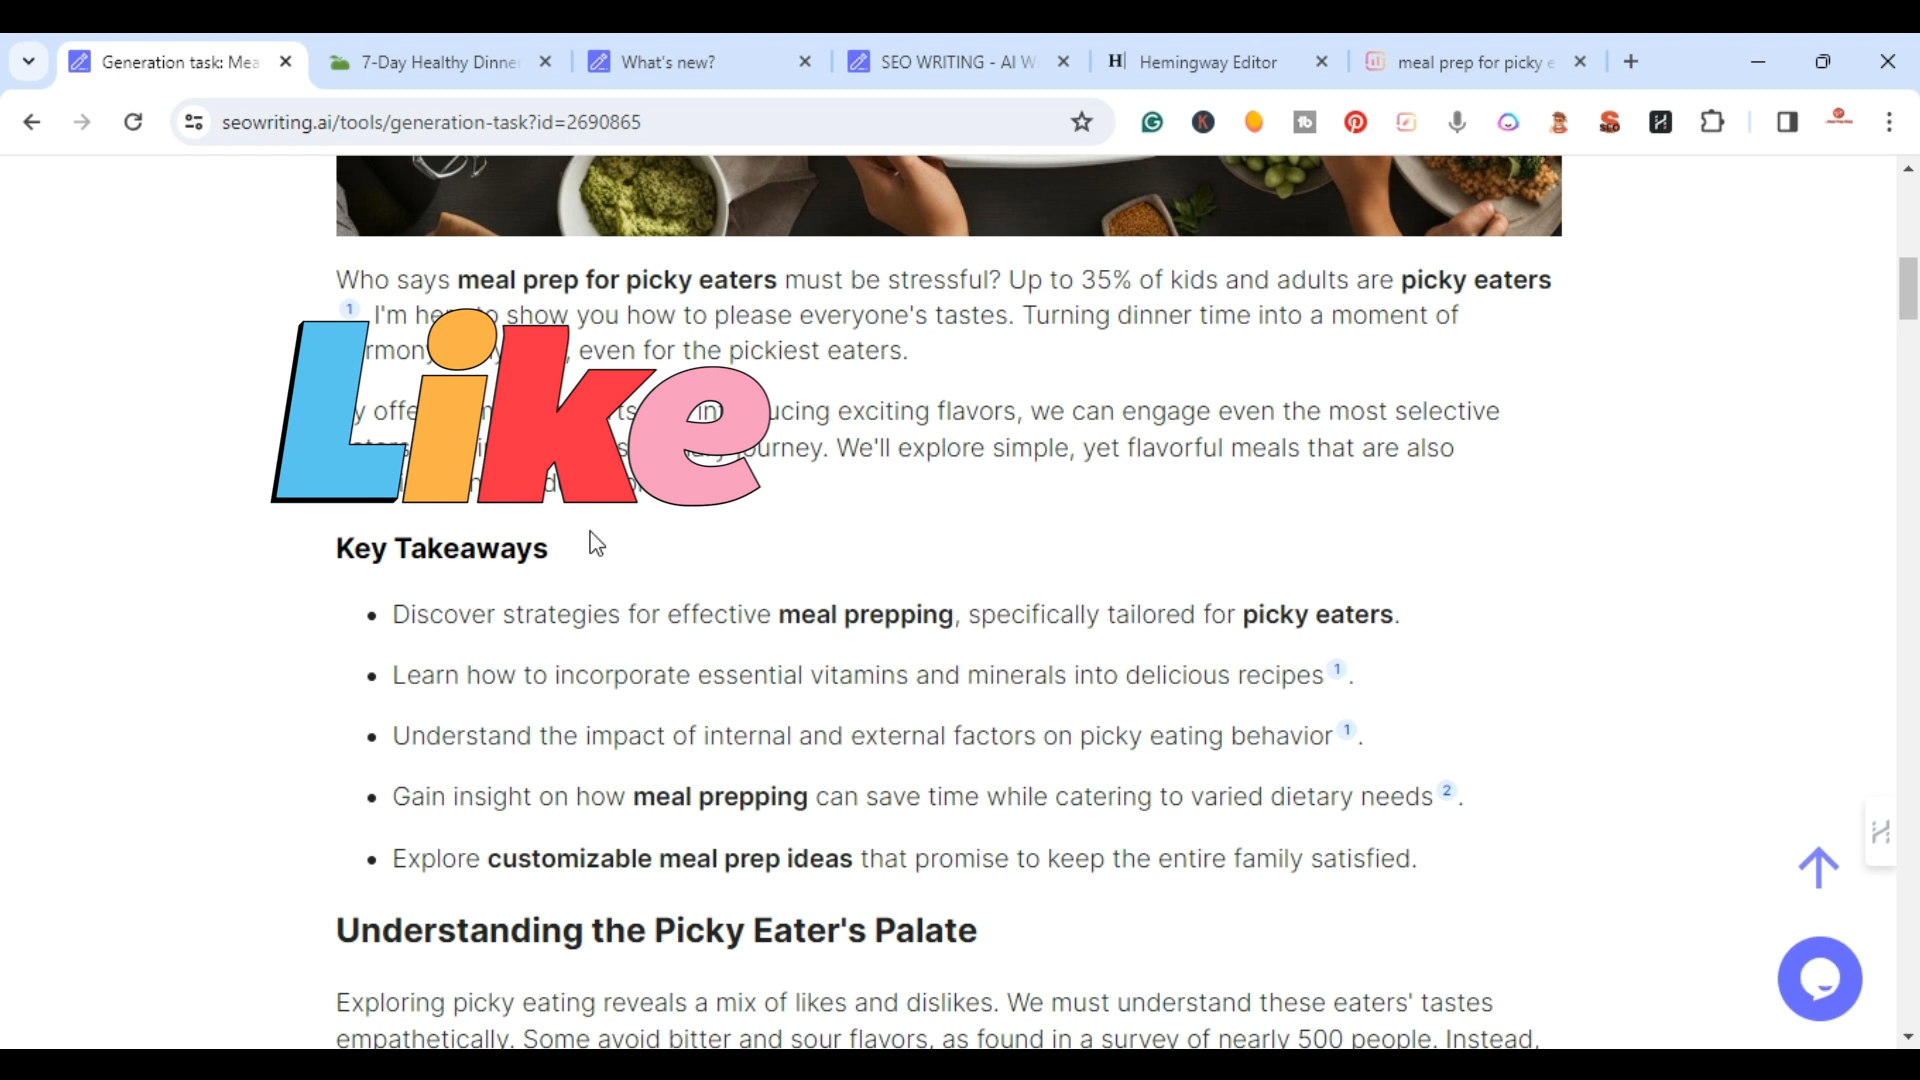 Generation task: Mea
7-Day Healthy Dinne
What's new?
SEO WRITING - AI W
H Hemingway Editor
meal prep for picky e
seowriting.ai/tools/generation-task?id=2690865
Who says meal prep for picky eaters must be stressful? Up to 35% of kids and adults are picky eaters
1 I'm here to show you how to please everyone's tastes. Turning dinner time into a moment of
even for the pickiest eaters.
Like
exciting flavors, we can engage even the most selective
journey. We'll explore simple, yet flavorful meals that are also
Key Takeaways
• Discover strategies for effective meal prepping, specifically tailored for picky eaters.
• Learn how to incorporate essential vitamins and minerals into delicious recipes 1.
• Understand the impact of internal and external factors on picky eating behavior 1.
• Gain insight on how meal prepping can save time while catering to varied dietary needs 2.
• Explore customizable meal prep ideas that promise to keep the entire family satisfied.
Understanding the Picky Eater's Palate
Exploring picky eating reveals a mix of likes and dislikes. We must understand these eaters' tastes
empathetically. Some avoid bitter and sour flavors, as found in a survey of nearly 500 people. Instead,